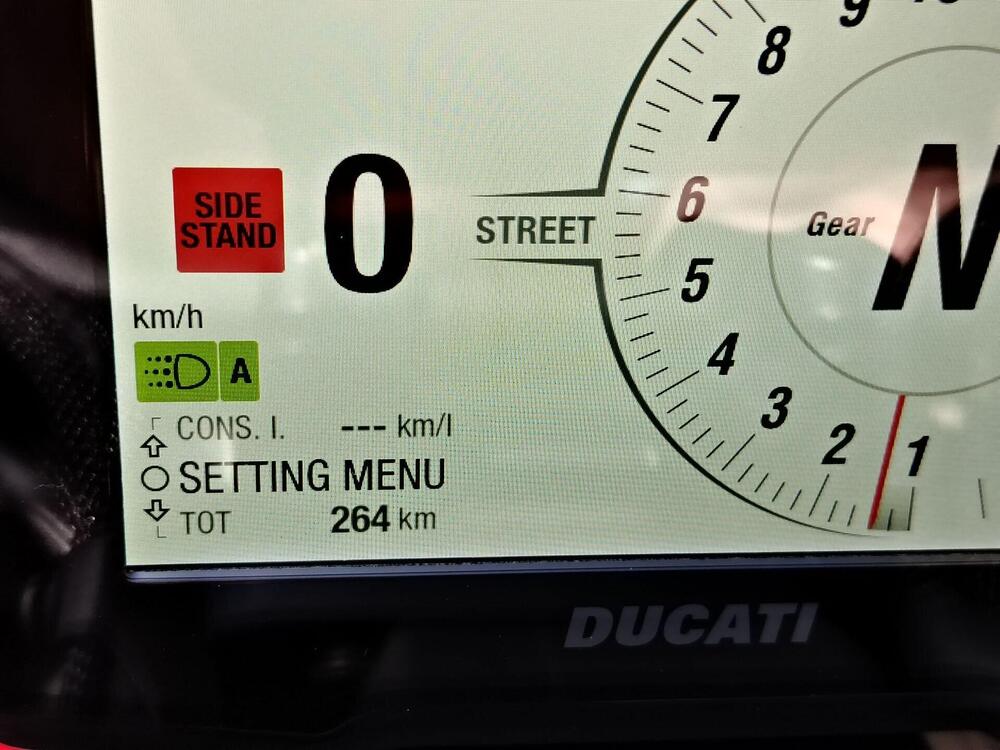 9
8
7
6
5
4
3
2
1
Gear N
SIDE
STAND
0
STREET
km/h
A
CONS. I. --- km/l
SETTING MENU
TOT 264 km
DUCATI